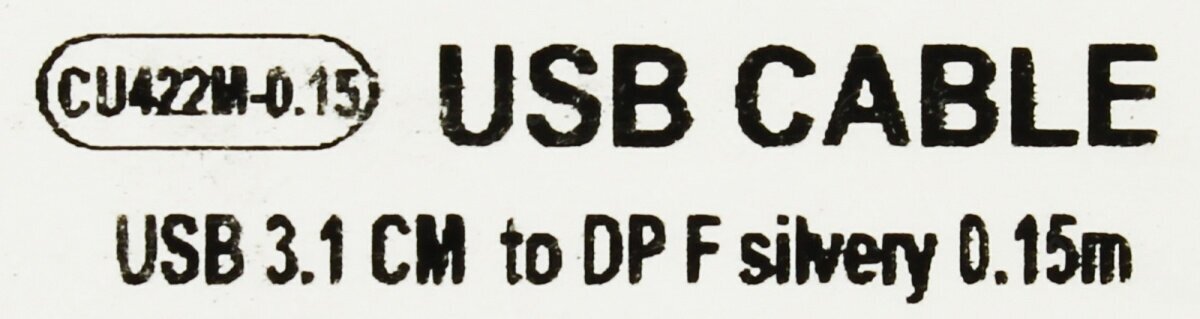 CU422M-0.15 USB CABLE
USB 3.1 CM to DP F silvery 0.15m